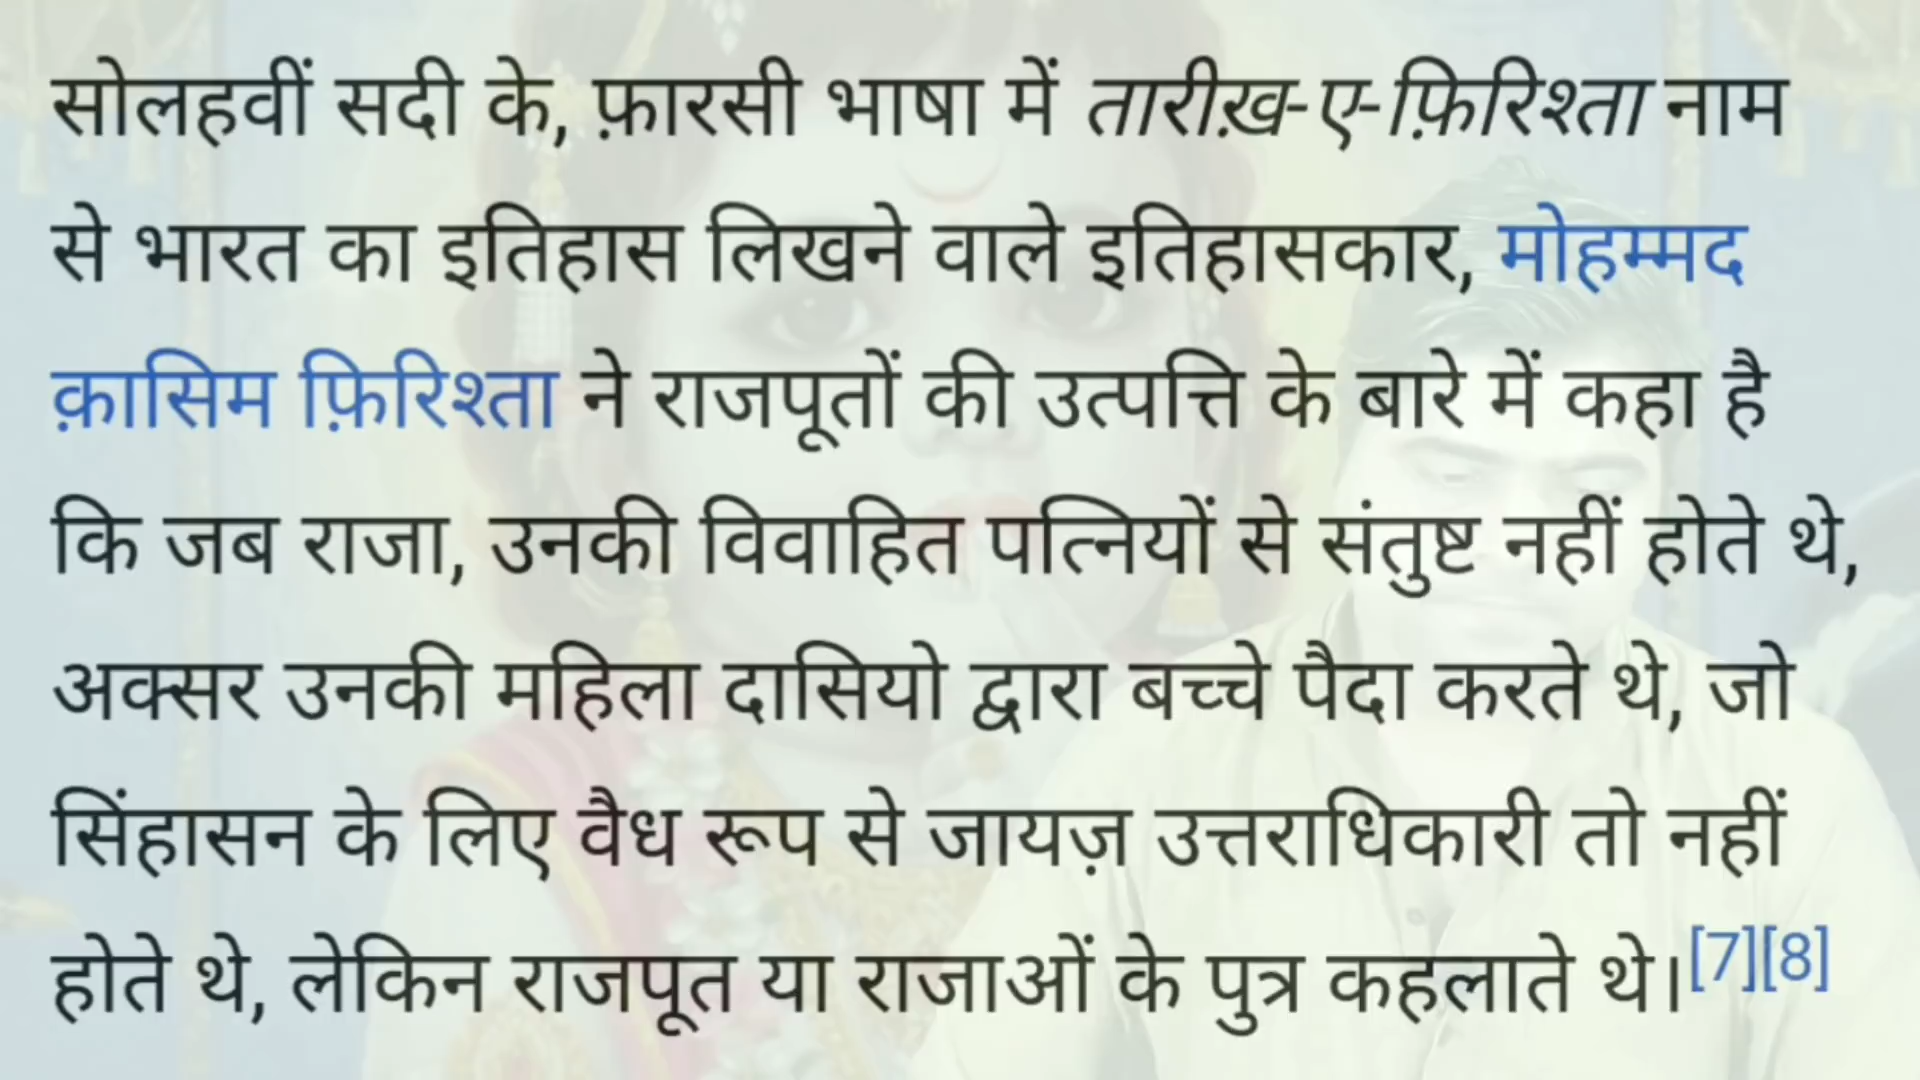 सोलहवीं सदी के, फ़ारसी भाषा में तारीख़-ए-फ़िरिश्ता नाम
से भारत का इतिहास लिखने वाले इतिहासकार, मोहम्मद
क़ासिम फ़िरिश्ता ने राजपूतों की उत्पत्ति के बारे में कहा है
कि जब राजा, उनकी विवाहित पत्नियों से संतुष्ट नहीं होते थे,
अक्सर उनकी महिला दासियो द्वारा बच्चे पैदा करते थे, जो
सिंहासन के लिए वैध रूप से जायज़ उत्तराधिकारी तो नहीं
होते थे, लेकिन राजपूत या राजाओं के पुत्र कहलाते थे।[7][8]